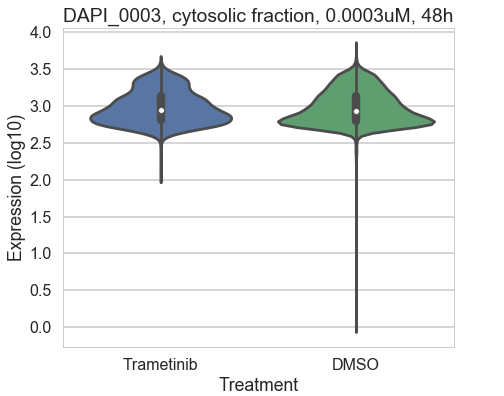 DAPI_0003, cytosolic fraction, 0.0003uM, 48h
4.0
3.5
3.0
2.5
2.0
1.5
1.0
0.5
0.0
Expression (log10)
Trametinib DMSO
Treatment